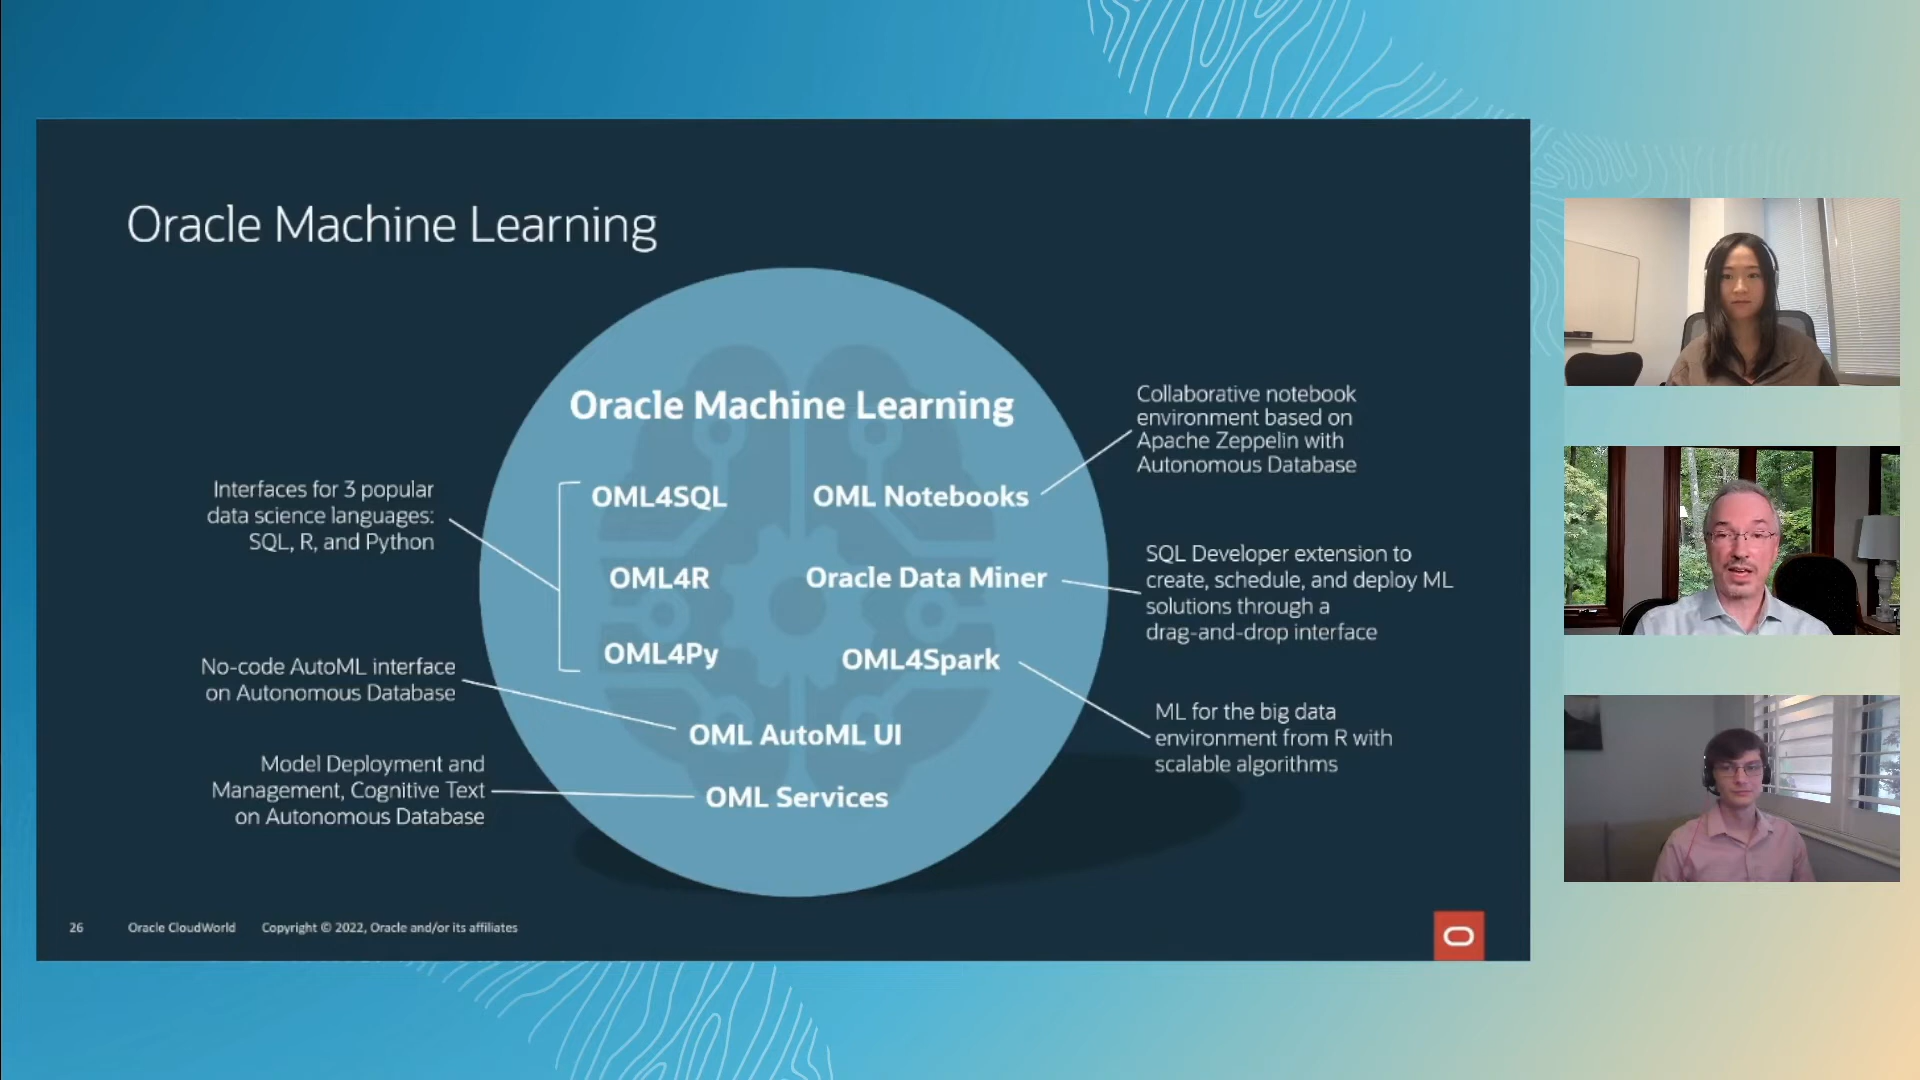 Oracle Machine Learning
Oracle Machine Learning
Interfaces for 3 popular
data science languages:
SQL, R, and Python
OML4SQL
OML4R
OML4Py
No-code AutoML interface
on Autonomous Database
OML AutoML UI
Model Deployment and
Management, Cognitive Text
on Autonomous Database
OML Services
OML Notebooks
Collaborative notebook
environment based on
Apache Zeppelin with
Autonomous Database
Oracle Data Miner
SQL Developer extension to
create, schedule, and deploy ML
solutions through a
drag-and-drop interface
OML4Spark
ML for the big data
environment from R with
scalable algorithms
26 Oracle CloudWorld Copyright © 2022, Oracle and/or its affiliates